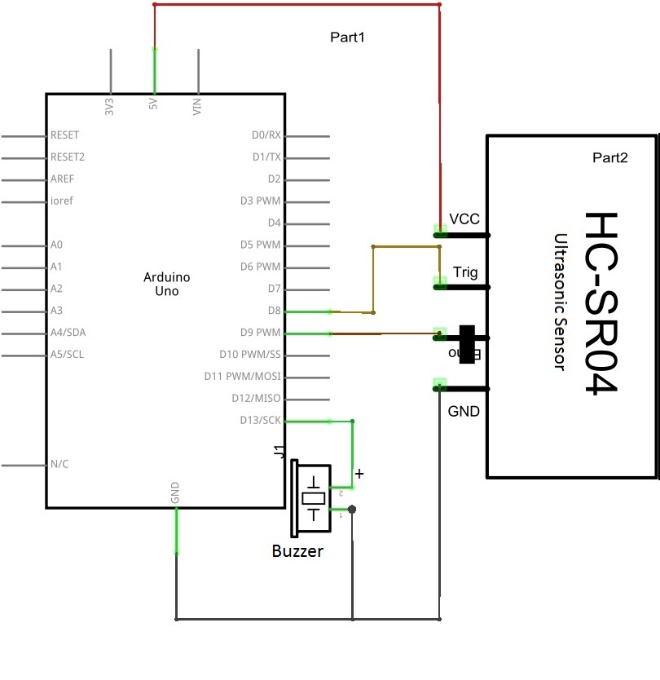 Part1
3V3
5V
VIN
RESET
RESET2
AREF
ioref
A0
A1
A2
A3
A4/SDA
A5/SCL
N/C
Arduino
Uno
D0/RX
D1/TX
D2
D3 PWM
D4
D5 PWM
D6 PWM
D7
D8
D9 PWM
D10 PWM/SS
D11 PWM/MOSI
D12/MISO
D13/SCK
GND
J1
+
2
1
Buzzer
VCC
Trig
GND
Part2
HC-SR04
Ultrasonic Sensor